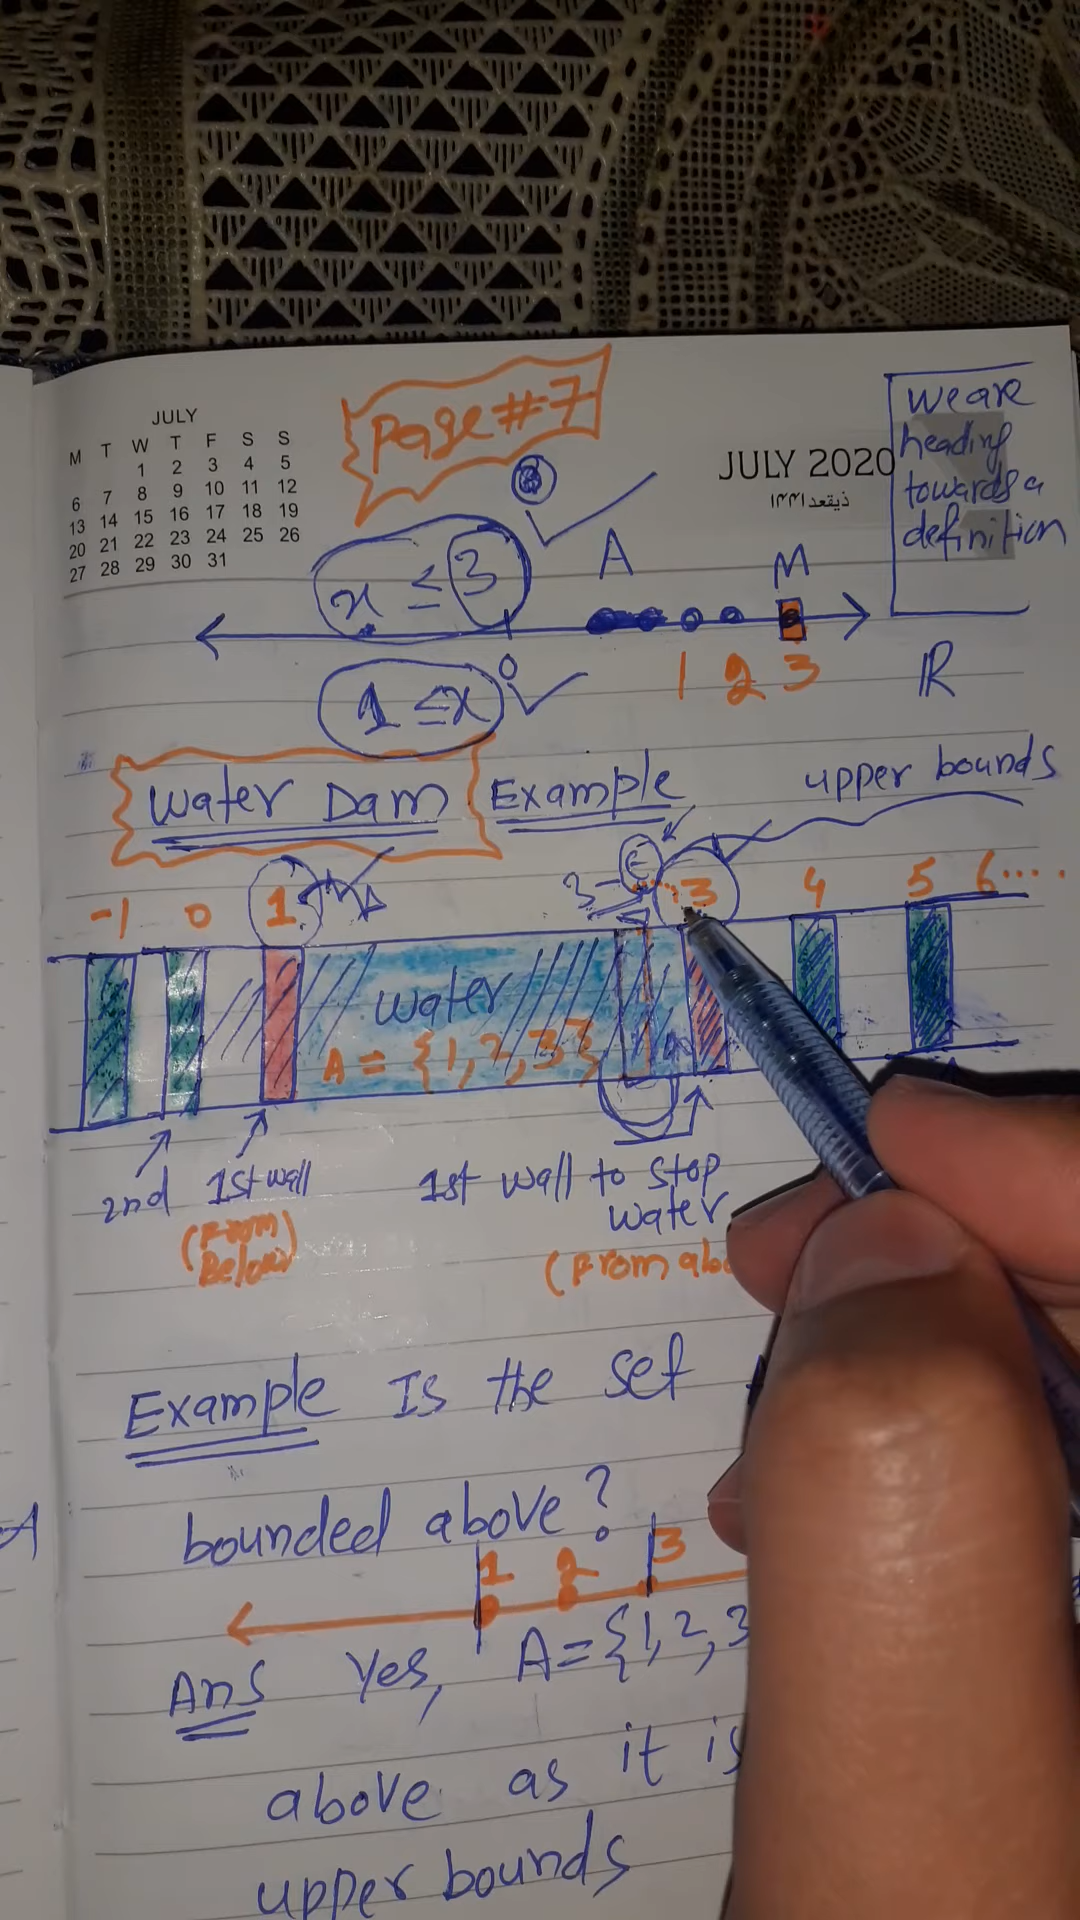 Page #7
JULY
M T W T F S S
1 2 3 4 5
6 7 8 9 10 11 12
13 14 15 16 17 18 19
20 21 22 23 24 25 26
27 28 29 30 31
JULY 2020
ذيقعد ۱۴۴۱
we are
heading
towards a
definition
x ≤ 3
A
M
0
1 2 3
R
1 ≤ x
Water Dam Example
upper bounds
-1 0 1 3-ε ..... 3 4 5 6....
water
A = {1, 2, 3}
2nd
1st wall
(From
Below)
1st wall to stop
water
(From abo
Example Is the set
bounded above?
1 2 3
Ans Yes, A = {1, 2, 3
above as it is
upper bounds
A